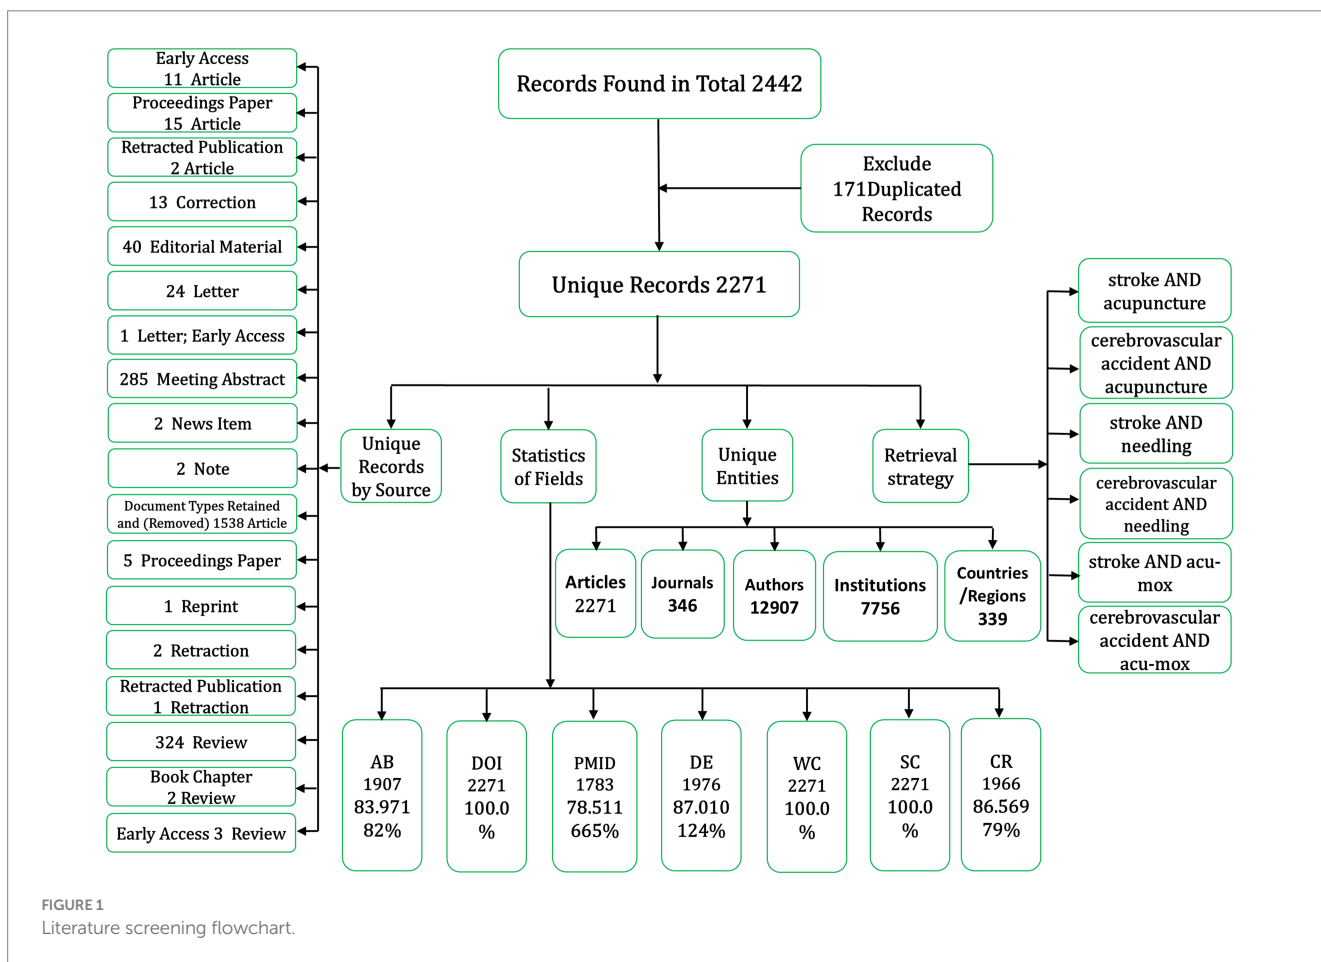 Records Found in Total 2442
Exclude
171Duplicated
Records
Unique Records 2271
Early Access
11 Article
Proceedings Paper
15 Article
Retracted Publication
2 Article
13 Correction
40 Editorial Material
24 Letter
1 Letter; Early Access
285 Meeting Abstract
2 News Item
2 Note
Document Types Retained
and (Removed) 1538 Article
5 Proceedings Paper
1 Reprint
2 Retraction
Retracted Publication
1 Retraction
324 Review
Book Chapter
2 Review
Early Access 3 Review
Unique
Records
by Source
Statistics
of Fields
Unique
Entities
Retrieval
strategy
stroke AND
acupuncture
cerebrovascular
accident AND
acupuncture
stroke AND
needling
cerebrovascular
accident AND
needling
stroke AND acu-
mox
cerebrovascular
accident AND
acu-mox
Articles
2271
Journals
346
Authors
12907
Institutions
7756
Countries
/Regions
339
AB
1907
83.971
82%
DOI
2271
100.0
%
PMID
1783
78.511
665%
DE
1976
87.010
124%
WC
2271
100.0
%
SC
2271
100.0
%
CR
1966
86.569
79%
FIGURE 1
Literature screening flowchart.